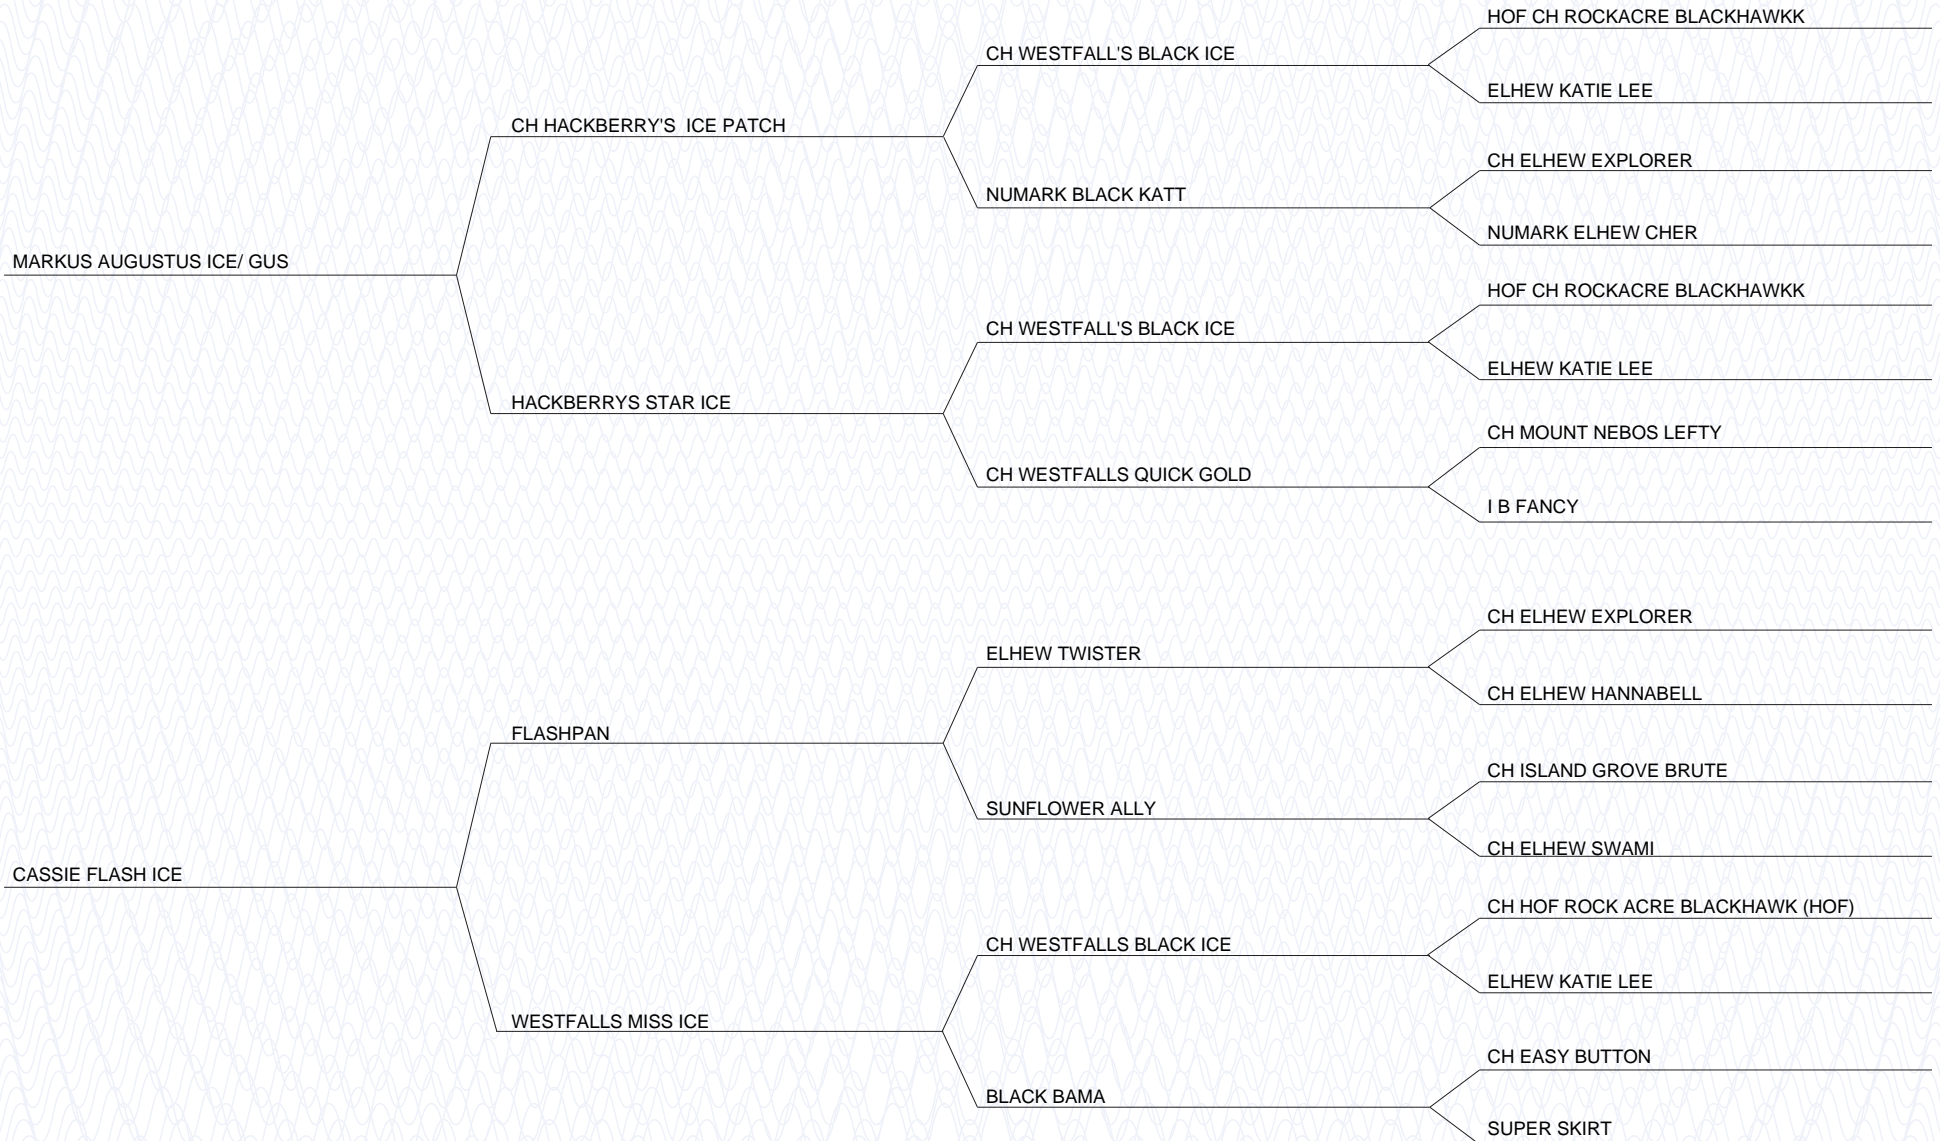 HOF CH ROCKACRE BLACKHAWKK
CH WESTFALL'S BLACK ICE
ELHEW KATIE LEE
CH HACKBERRY'S  ICE PATCH
CH ELHEW EXPLORER
NUMARK BLACK KATT
NUMARK ELHEW CHER
MARKUS AUGUSTUS ICE/ GUS
HOF CH ROCKACRE BLACKHAWKK
CH WESTFALL'S BLACK ICE
ELHEW KATIE LEE
HACKBERRYS STAR ICE
CH MOUNT NEBOS LEFTY
CH WESTFALLS QUICK GOLD
I B FANCY
CH ELHEW EXPLORER
ELHEW TWISTER
CH ELHEW HANNABELL
FLASHPAN
CH ISLAND GROVE BRUTE
SUNFLOWER ALLY
CH ELHEW SWAMI
CASSIE FLASH ICE
CH HOF ROCK ACRE BLACKHAWK (HOF)
CH WESTFALLS BLACK ICE
ELHEW KATIE LEE
WESTFALLS MISS ICE
CH EASY BUTTON
BLACK BAMA
SUPER SKIRT